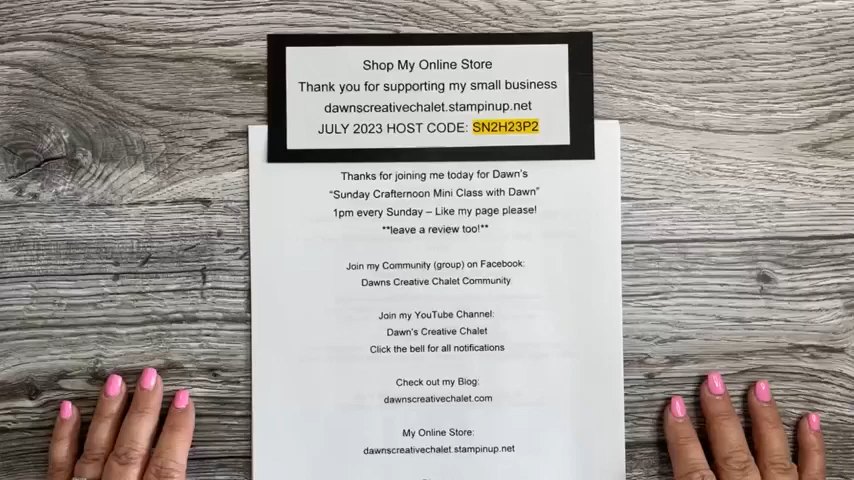 Shop My Online Store
Thank you for supporting my small business
dawnscreativechalet.stampinup.net
JULY 2023 HOST CODE: SN2H23P2
Thanks for joining me today for Dawn's
"Sunday Crafternoon Mini Class with Dawn"
1pm every Sunday – Like my page please!
**leave a review too!**
Join my Community (group) on Facebook:
Dawns Creative Chalet Community
Join my YouTube Channel:
Dawn's Creative Chalet
Click the bell for all notifications
Check out my Blog:
dawnscreativechalet.com
My Online Store:
dawnscreativechalet.stampinup.net